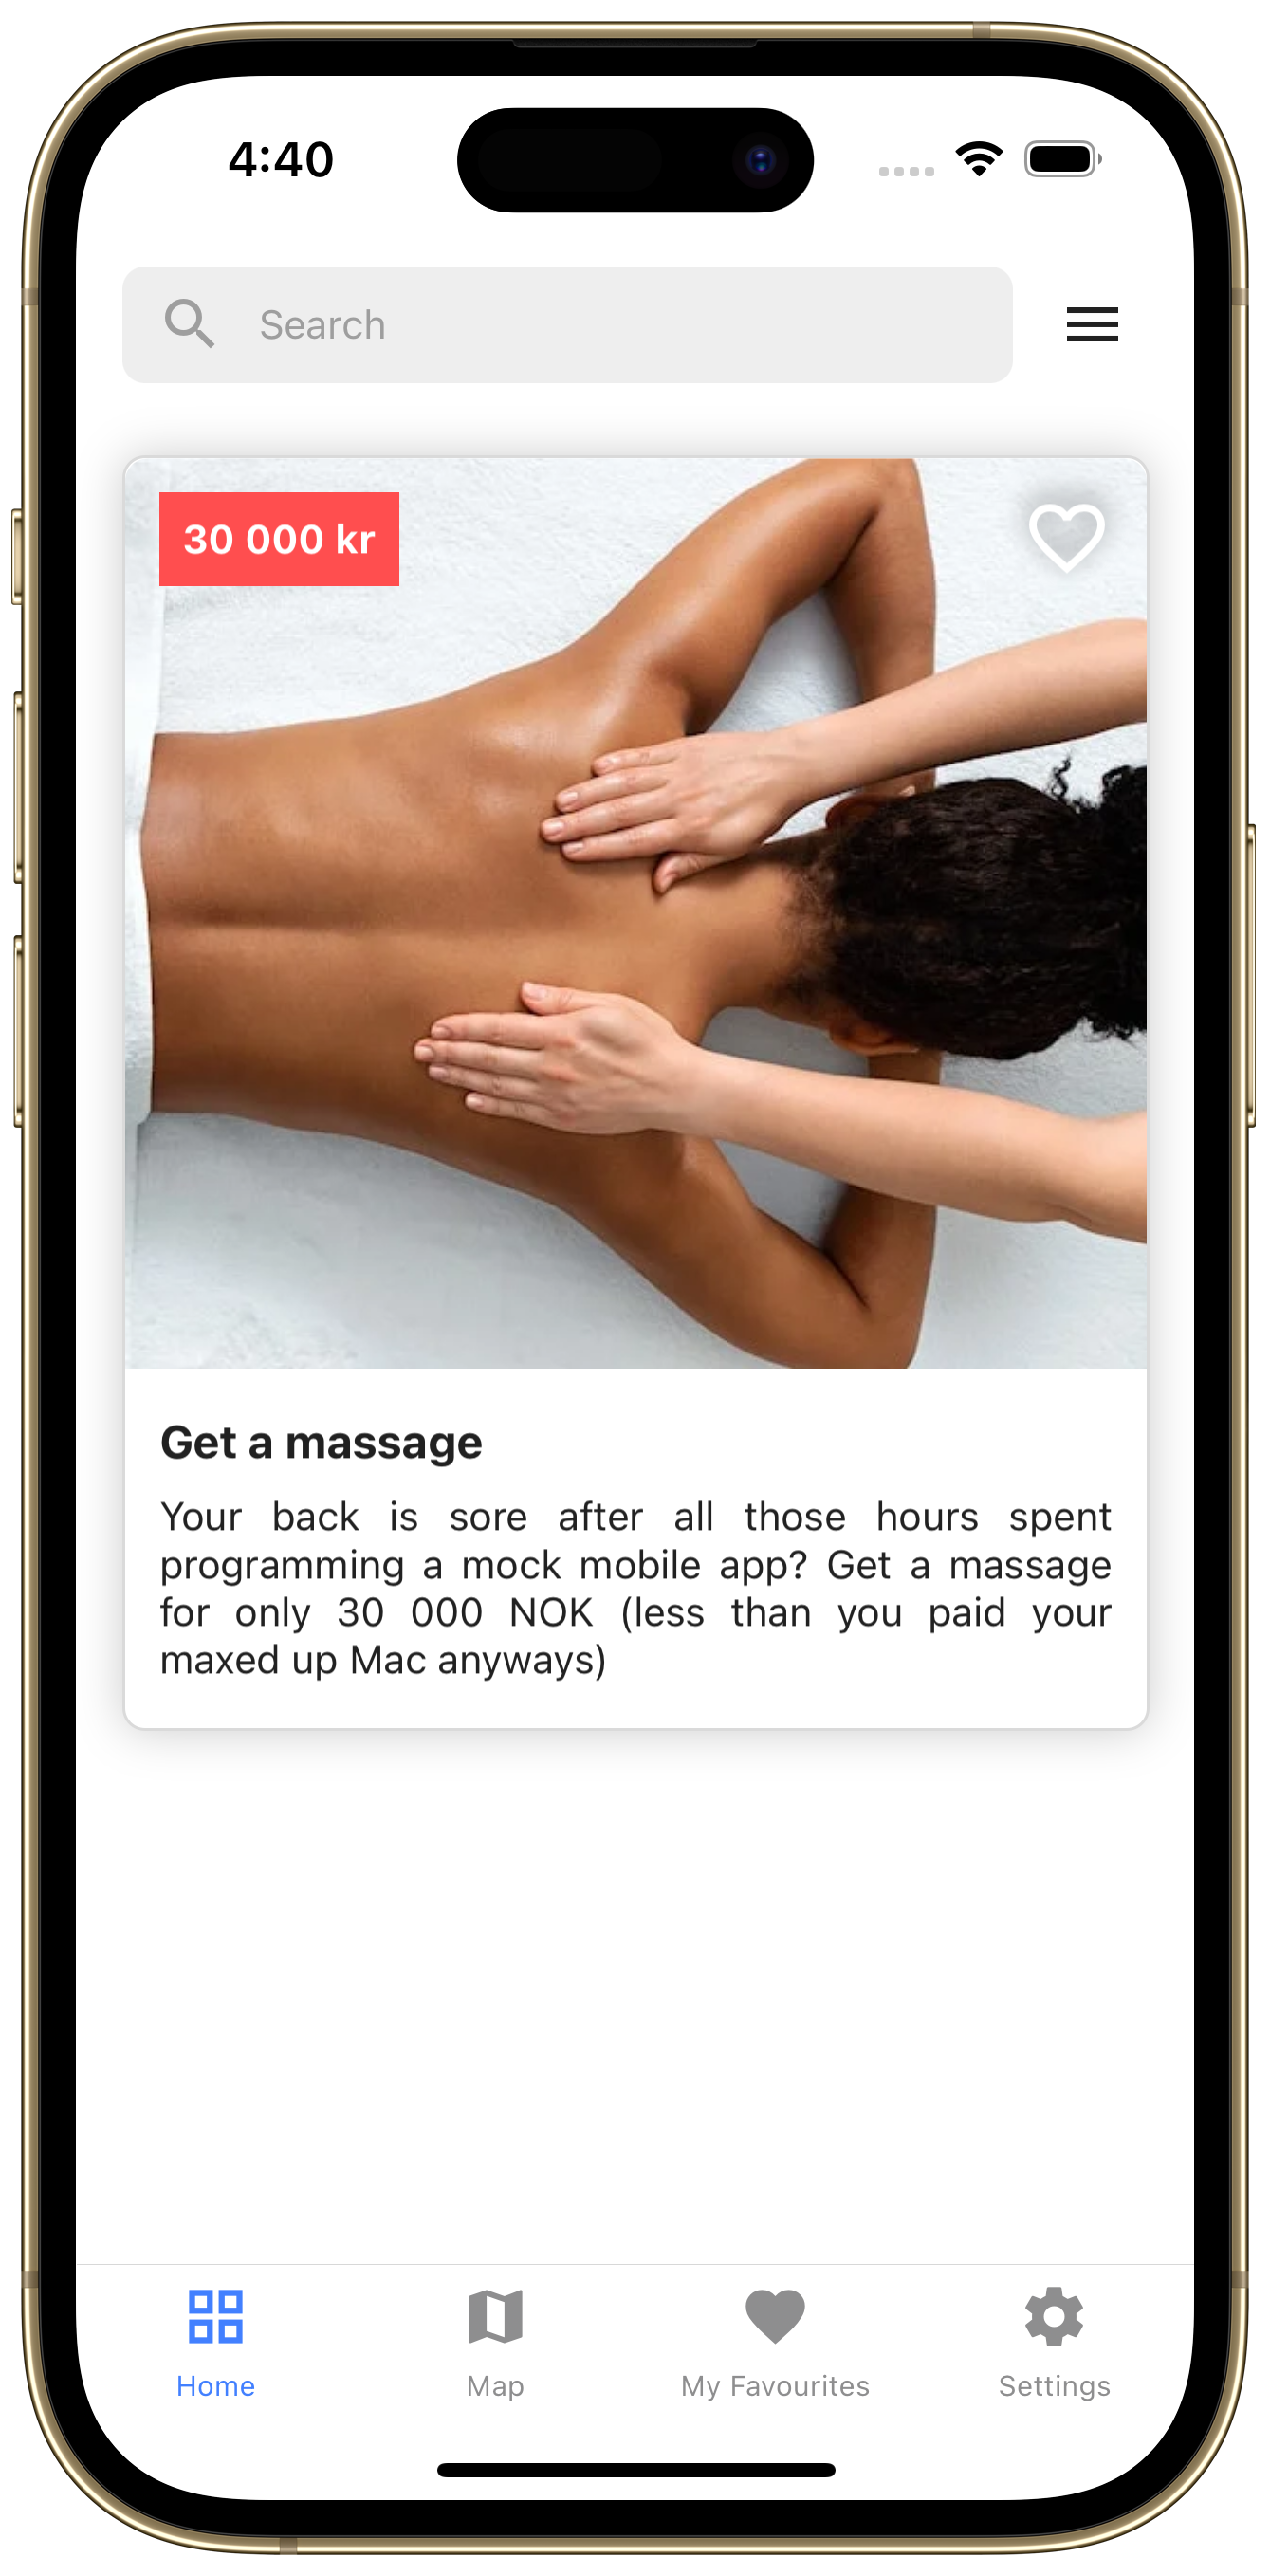 4:40
Search
30 000 kr
Get a massage
Your back is sore after all those hours spent
programming a mock mobile app? Get a massage
for only 30 000 NOK (less than you paid your
maxed up Mac anyways)
Home
Map
My Favourites
Settings